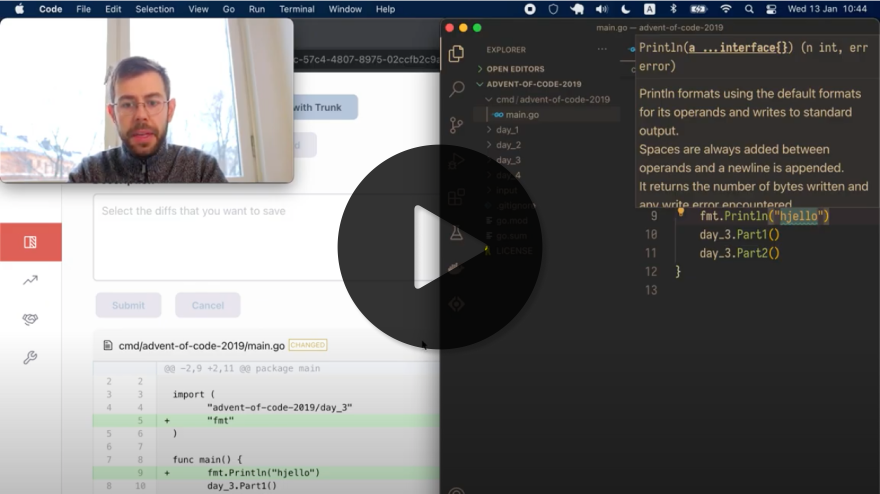 Code File Edit Selection View Go Run Terminal Window Help
A
Wed 13 Jan 10:44
c-57c4-4807-8975-02ccfb2c9a
with Trunk
Select the diffs that you want to save
Submit Cancel
cmd/advent-of-code-2019/main.go CHANGED
@@ -2,9 +2,11 @@ package main
2 2
3 3 import (
4 4 "advent-of-code-2019/day_3"
5 + "fmt"
5 6 )
6 7
7 8 func main() {
9 + fmt.Println("hjello")
8 10 day_3.Part1()
main.go — advent-of-code-2019
EXPLORER
OPEN EDITORS
ADVENT-OF-CODE-2019
cmd/advent-of-code-2019
main.go
day_1
day_2
day_3
day_4
input
.gitignore
go.mod
go.sum
LICENSE
Println(a ...interface{}) (n int, err
error)
Println formats using the default formats
for its operands and writes to standard
output.
Spaces are always added between
operands and a newline is appended.
It returns the number of bytes written and
any write error encountered.
9 fmt.Println("hjello")
10 day_3.Part1()
11 day_3.Part2()
12 }
13